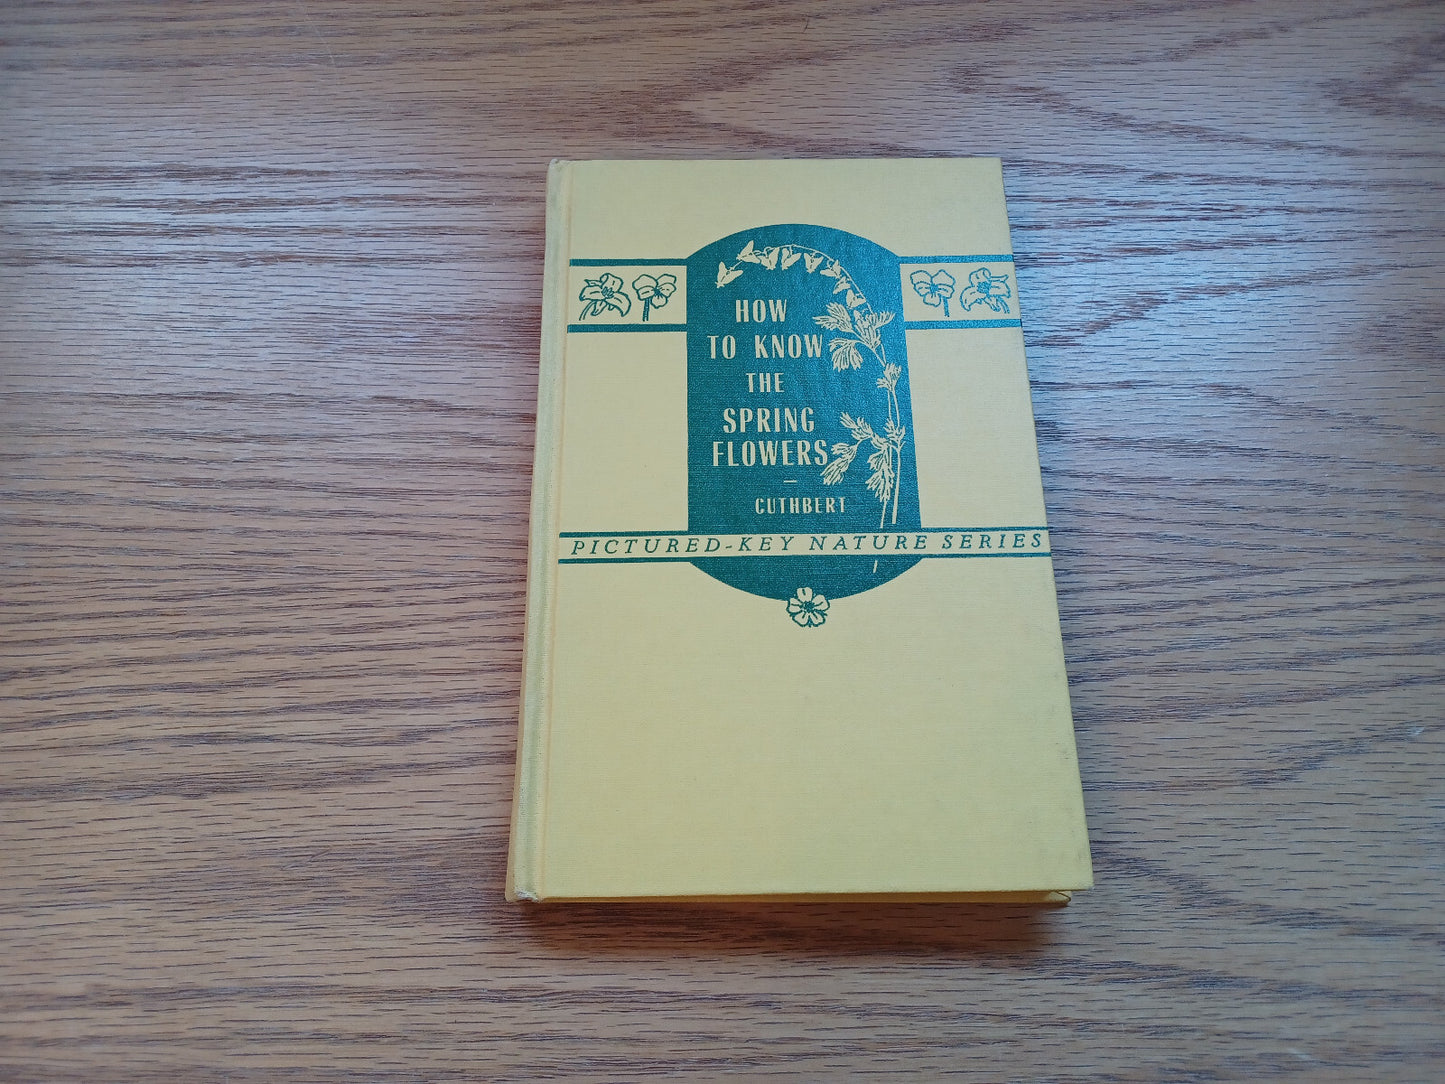 HOW
TO KNOW
THE
SPRING
FLOWERS
–
CUTHBERT
PICTURED-KEY NATURE SERIES